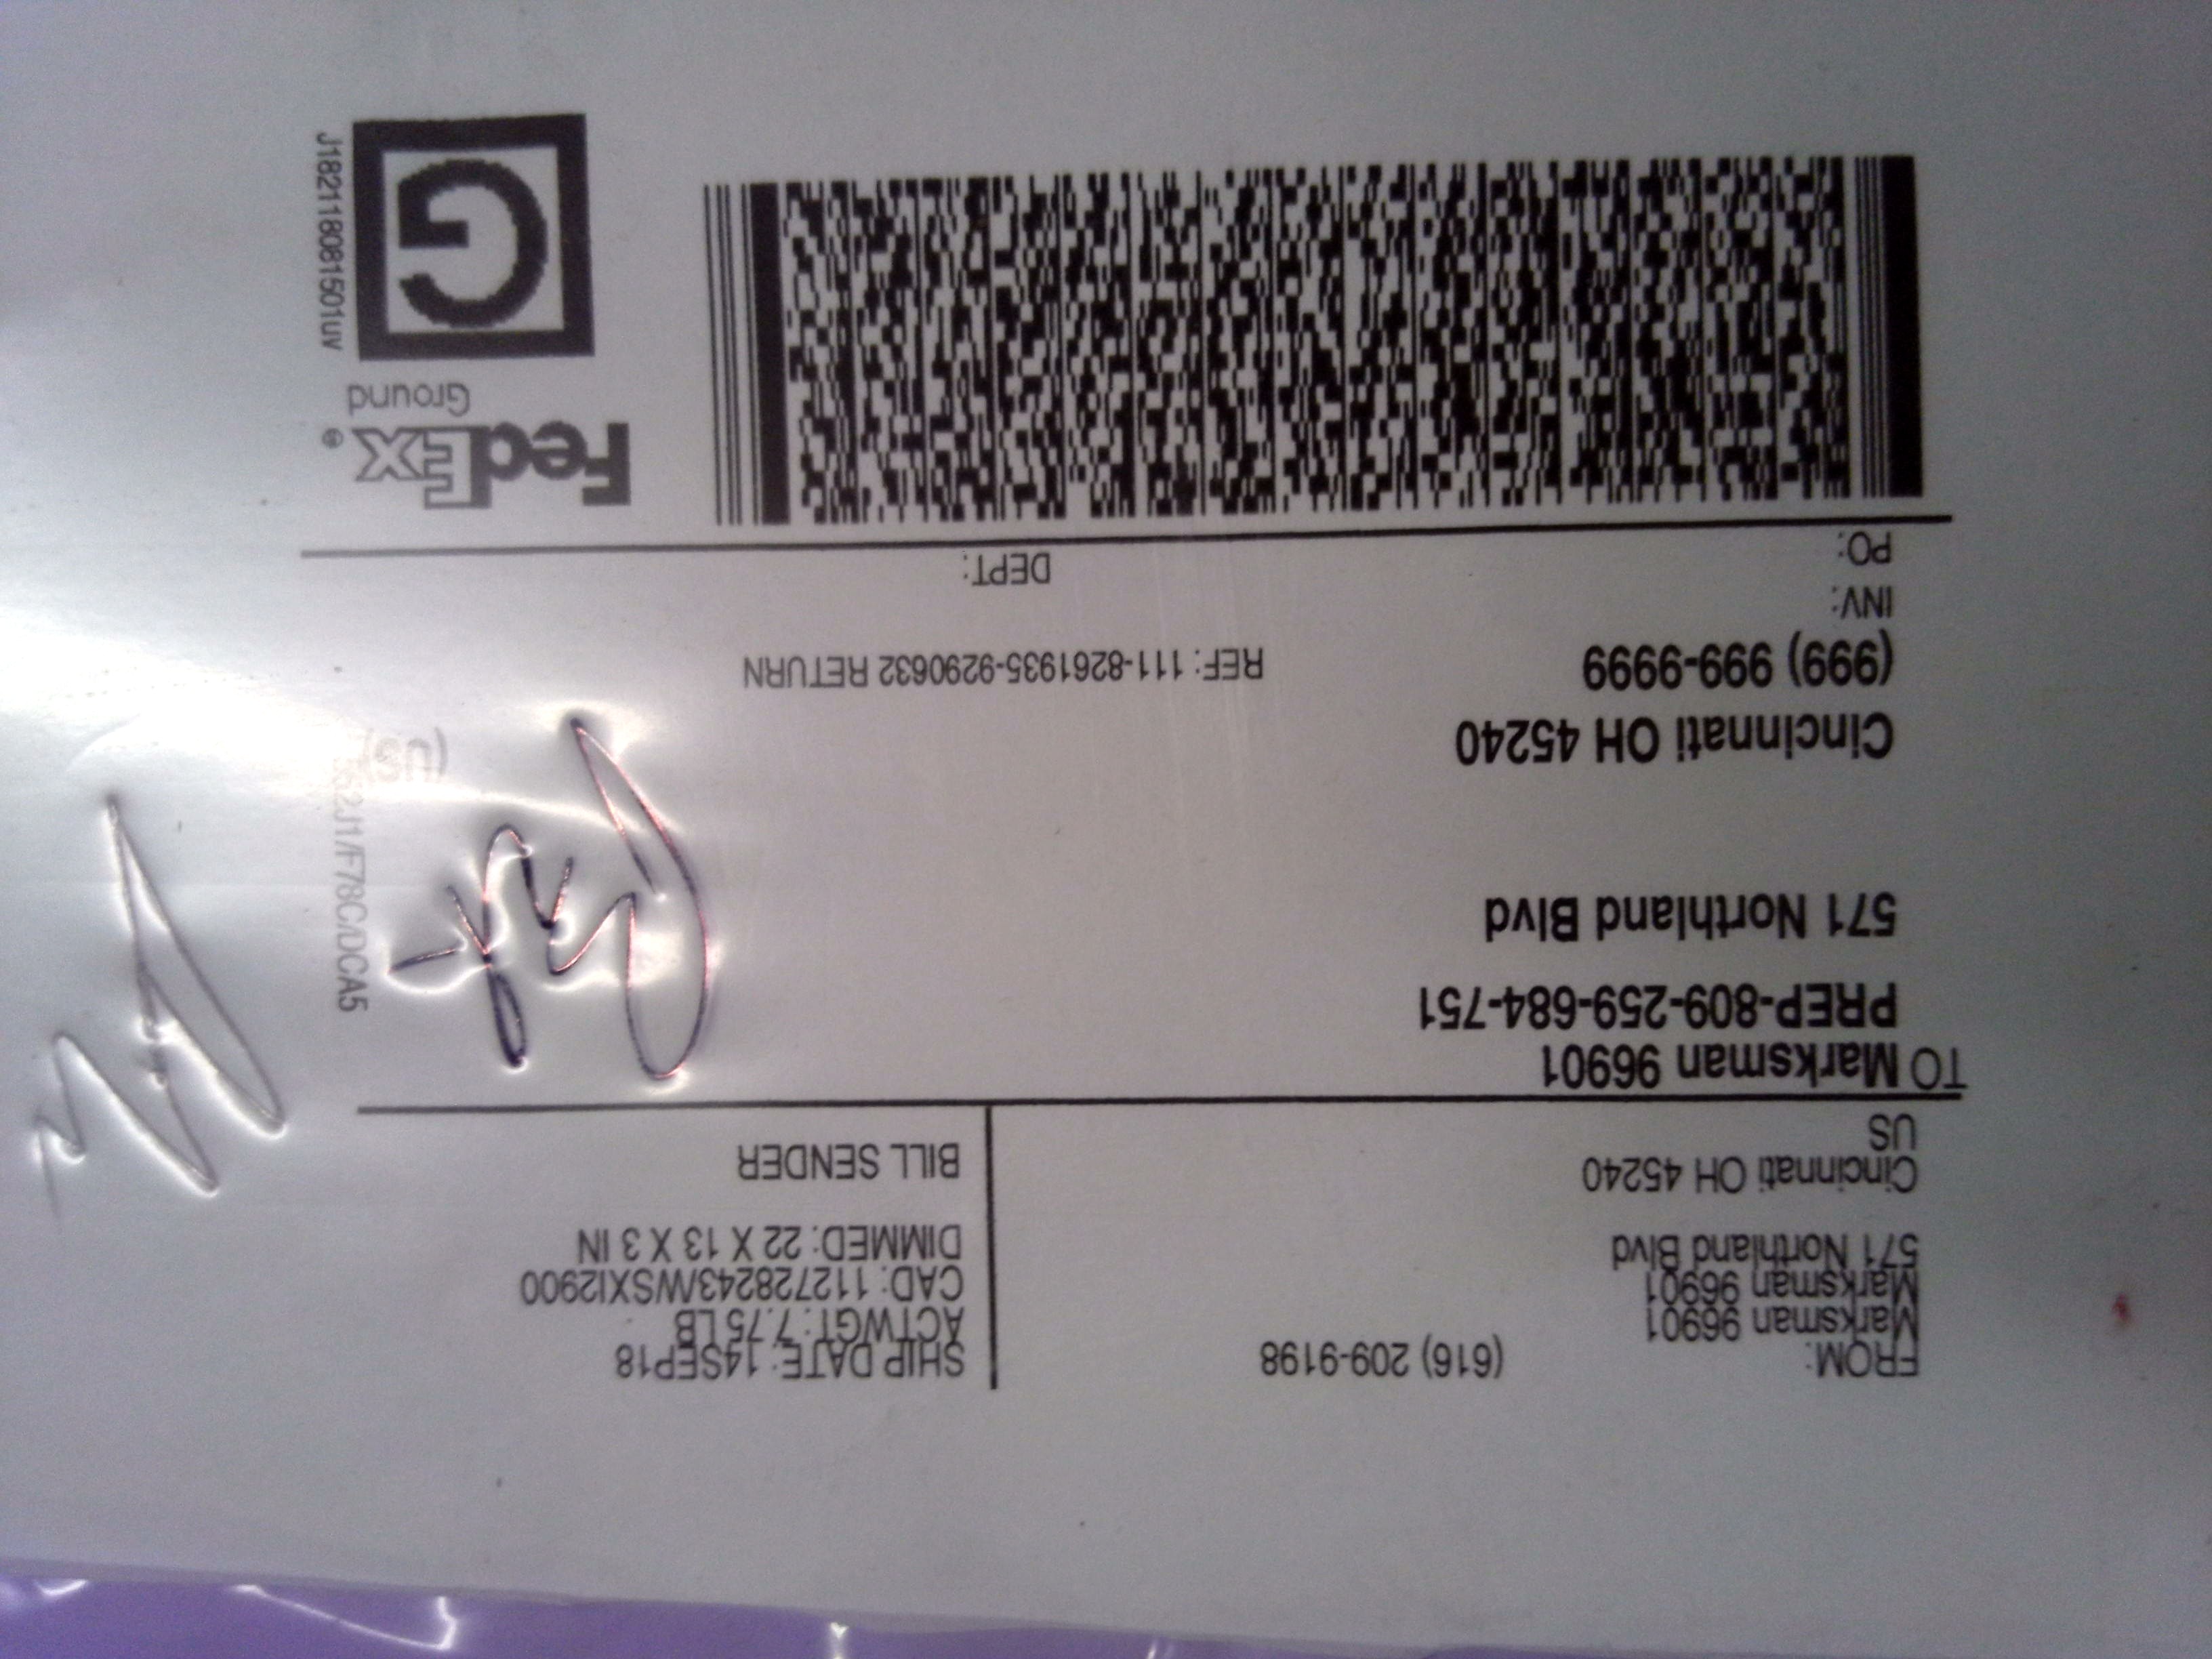 FROM:
(616) 209-9198
Marksman 96901
Marksman 96901
571 Northland Blvd
Cincinnati OH 45240
US
SHIP DATE: 14SEP18
ACTWGT: 7.75 LB
CAD: 112728243/WSXI2900
DIMMED: 22 X 13 X 3 IN
BILL SENDER
TO Marksman 96901
PREP-809-259-684-751
571 Northland Blvd
Cincinnati OH 45240
(999) 999-9999
REF: 111-8261935-9290632 RETURN
INV:
PO:
DEPT:
(US)
FedEx®
Ground
G
J182118081501uv